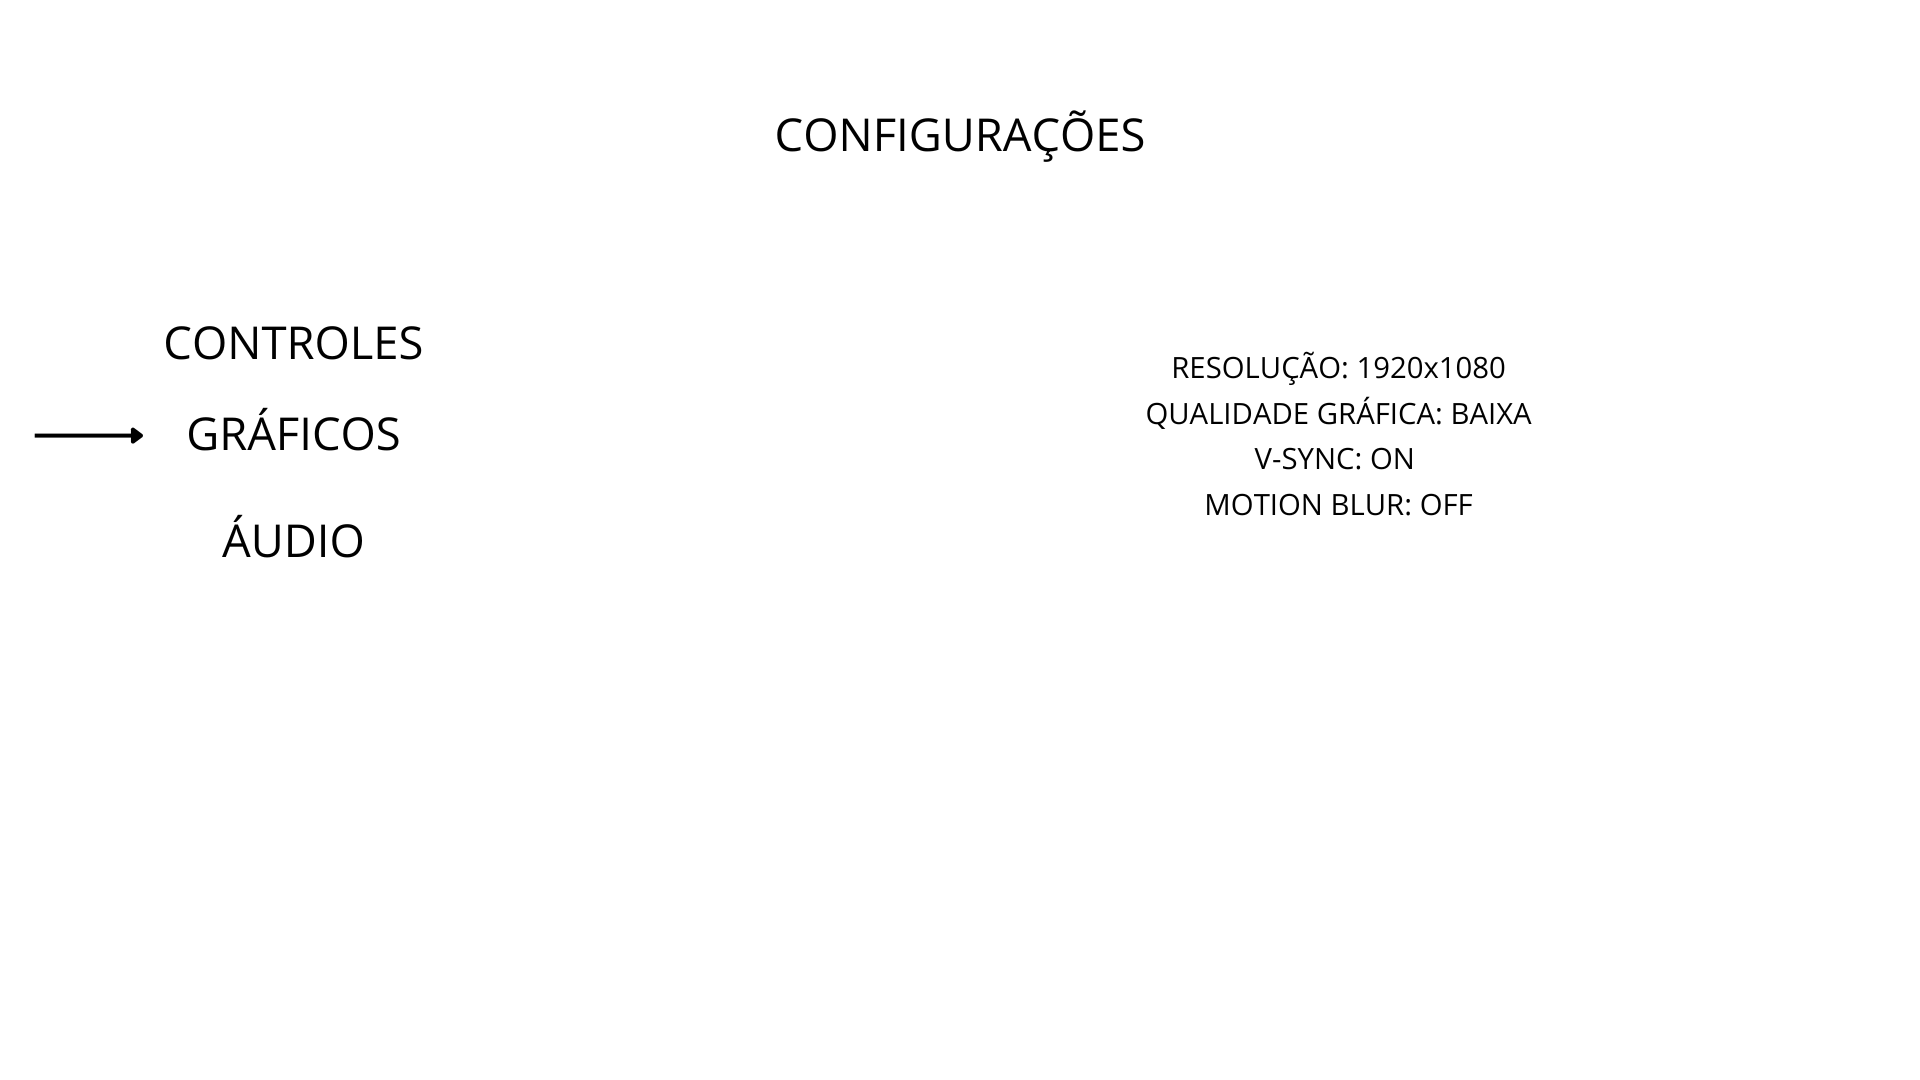 CONFIGURAÇÕES
CONTROLES
GRÁFICOS
ÁUDIO
RESOLUÇÃO: 1920x1080
QUALIDADE GRÁFICA: BAIXA
V-SYNC: ON
MOTION BLUR: OFF